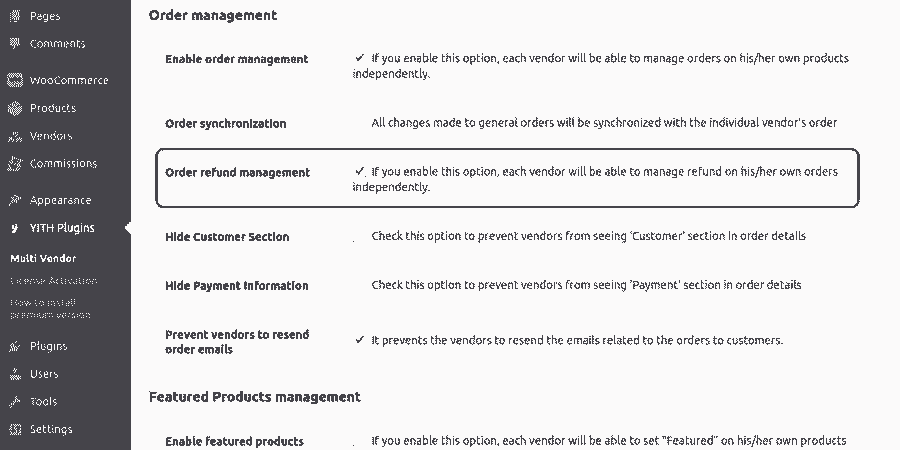 Pages
Comments
WooCommerce
Products
Vendors
Commissions
Appearance
YITH Plugins
Multi Vendor
License Activation
How to install
premium version
Plugins
Users
Tools
Settings
Order management
Enable order management
✔ If you enable this option, each vendor will be able to manage orders on his/her own products
independently.
Order synchronization
All changes made to general orders will be synchronized with the individual vendor's order
Order refund management
✔ If you enable this option, each vendor will be able to manage refund on his/her own orders
independently.
Hide Customer Section
Check this option to prevent vendors from seeing 'Customer' section in order details
Hide Payment Information
Check this option to prevent vendors from seeing 'Payment' section in order details
Prevent vendors to resend
order emails
✔ It prevents the vendors to resend the emails related to the orders to customers.
Featured Products management
Enable featured products
If you enable this option, each vendor will be able to set "Featured" on his/her own products